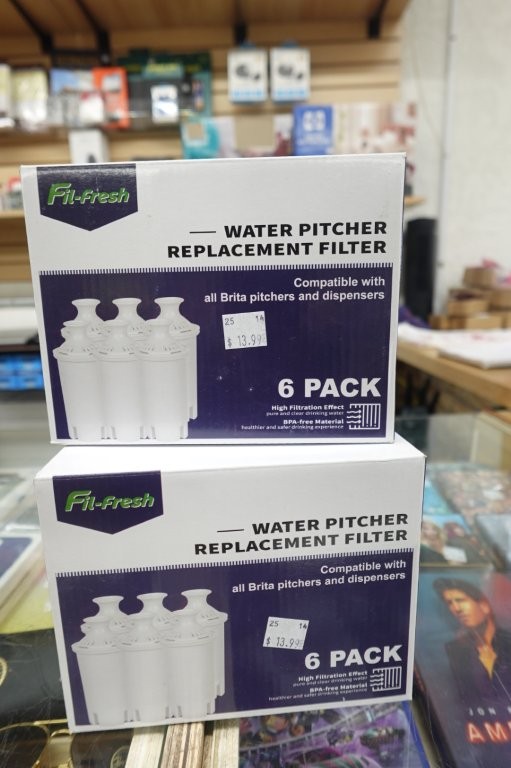 Fil-Fresh
WATER PITCHER
REPLACEMENT FILTER
Compatible with
all Brita pitchers and dispensers
25 14
$ 13.99
6 PACK
High Filtration Effect
pure and clear drinking water
BPA-free Material
healthier and safer drinking experience
Fil-Fresh
WATER PITCHER
REPLACEMENT FILTER
Compatible with
all Brita pitchers and dispensers
25 14
$ 13.99
6 PACK
High Filtration Effect
pure and clear drinking water
BPA-free Material
healthier and safer drinking experience
JON
AM